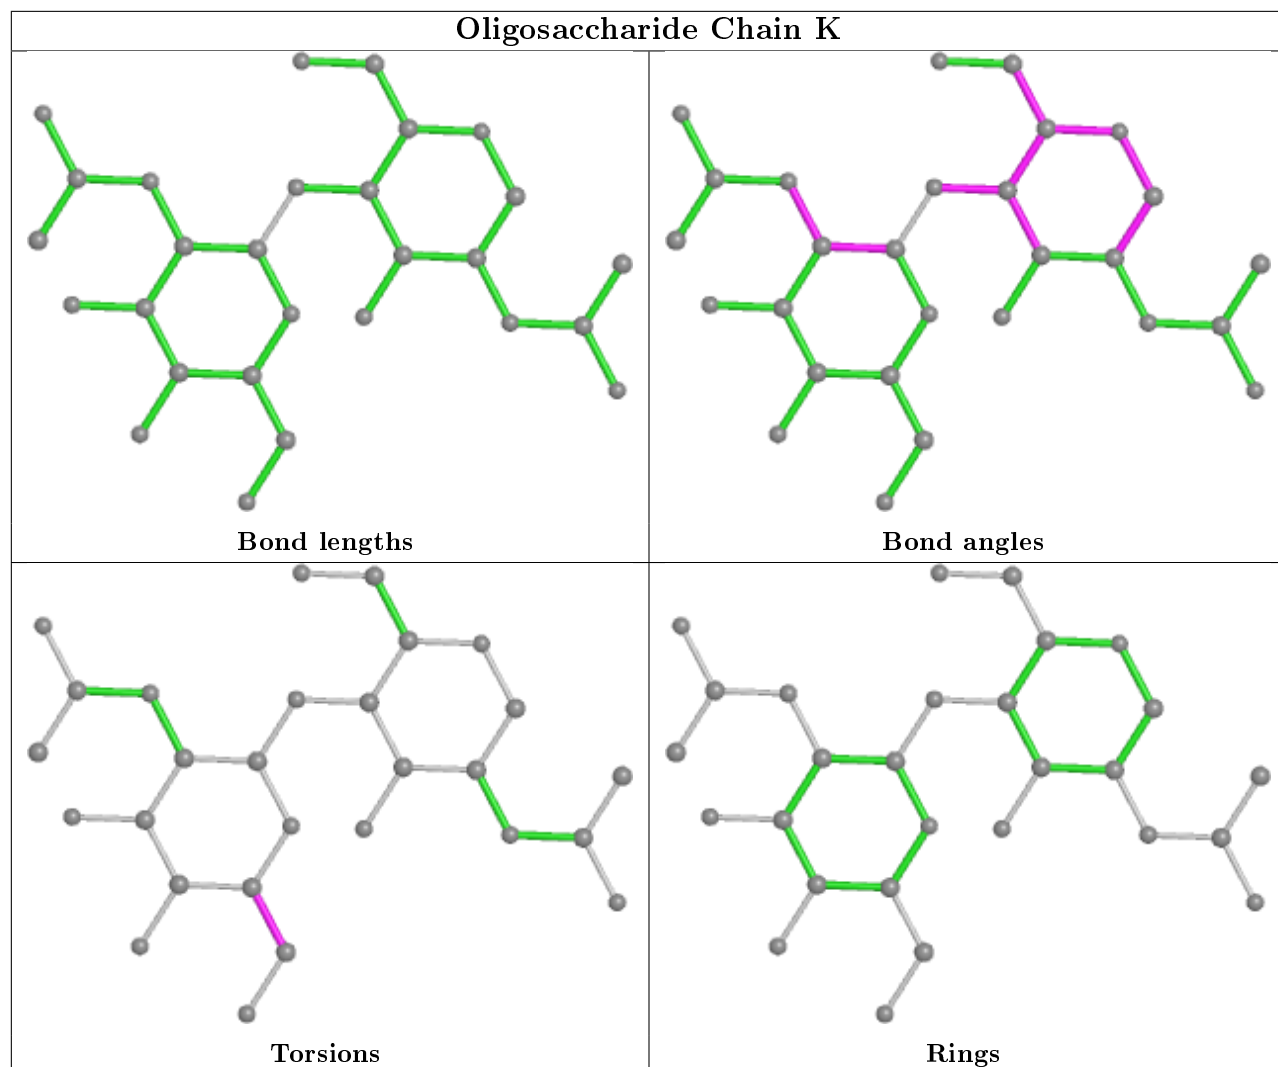 Oligosaccharide Chain K
Bond lengths
Bond angles
Torsions
Rings